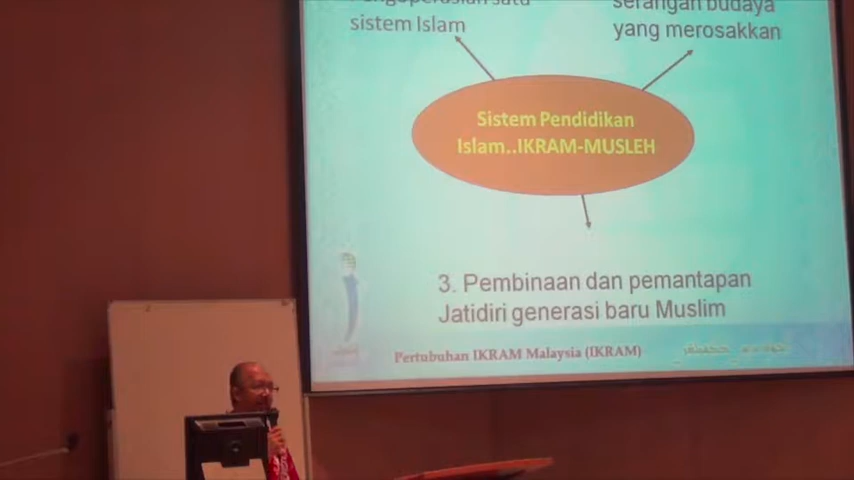 satu
sistem Islam
serangan budaya
yang merosakkan
Sistem Pendidikan
Islam..IKRAM-MUSLEH
3. Pembinaan dan pemantapan
Jatidiri generasi baru Muslim
Pertubuhan IKRAM Malaysia (IKRAM)